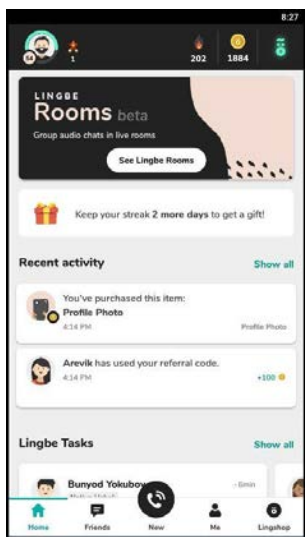 8:27
54
1
202
1884
LINGBE
Rooms beta
Group audio chats in live rooms
See Lingbe Rooms
Keep your streak 2 more days to get a gift!
Recent activity
Show all
You've purchased this item:
Profile Photo
4:14 PM
Profile Photo
Arevik has used your referral code.
4:14 PM
+100
Lingbe Tasks
Show all
Bunyod Yokubov
~ 6min
Home
Friends
New
Me
Lingshop